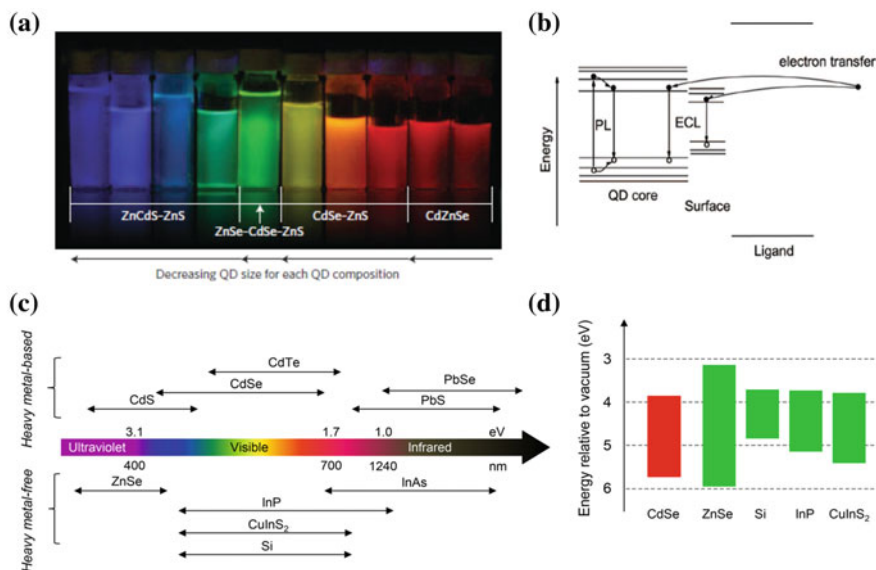 (a)
ZnCdS-ZnS
CdSe-ZnS
CdZnSe
ZnSe-CdSe-ZnS
Decreasing QD size for each QD composition
(b)
electron transfer
Energy
PL
ECL
QD core
Surface
Ligand
(c)
Heavy metal-based
CdTe
CdSe
PbSe
CdS
PbS
3.1
1.7
1.0
eV
Ultraviolet
Visible
Infrared
400
700
1240
nm
Heavy metal-free
ZnSe
InAs
InP
CuInS₂
Si
(d)
Energy relative to vacuum (eV)
3
4
5
6
CdSe ZnSe Si InP CuInS₂